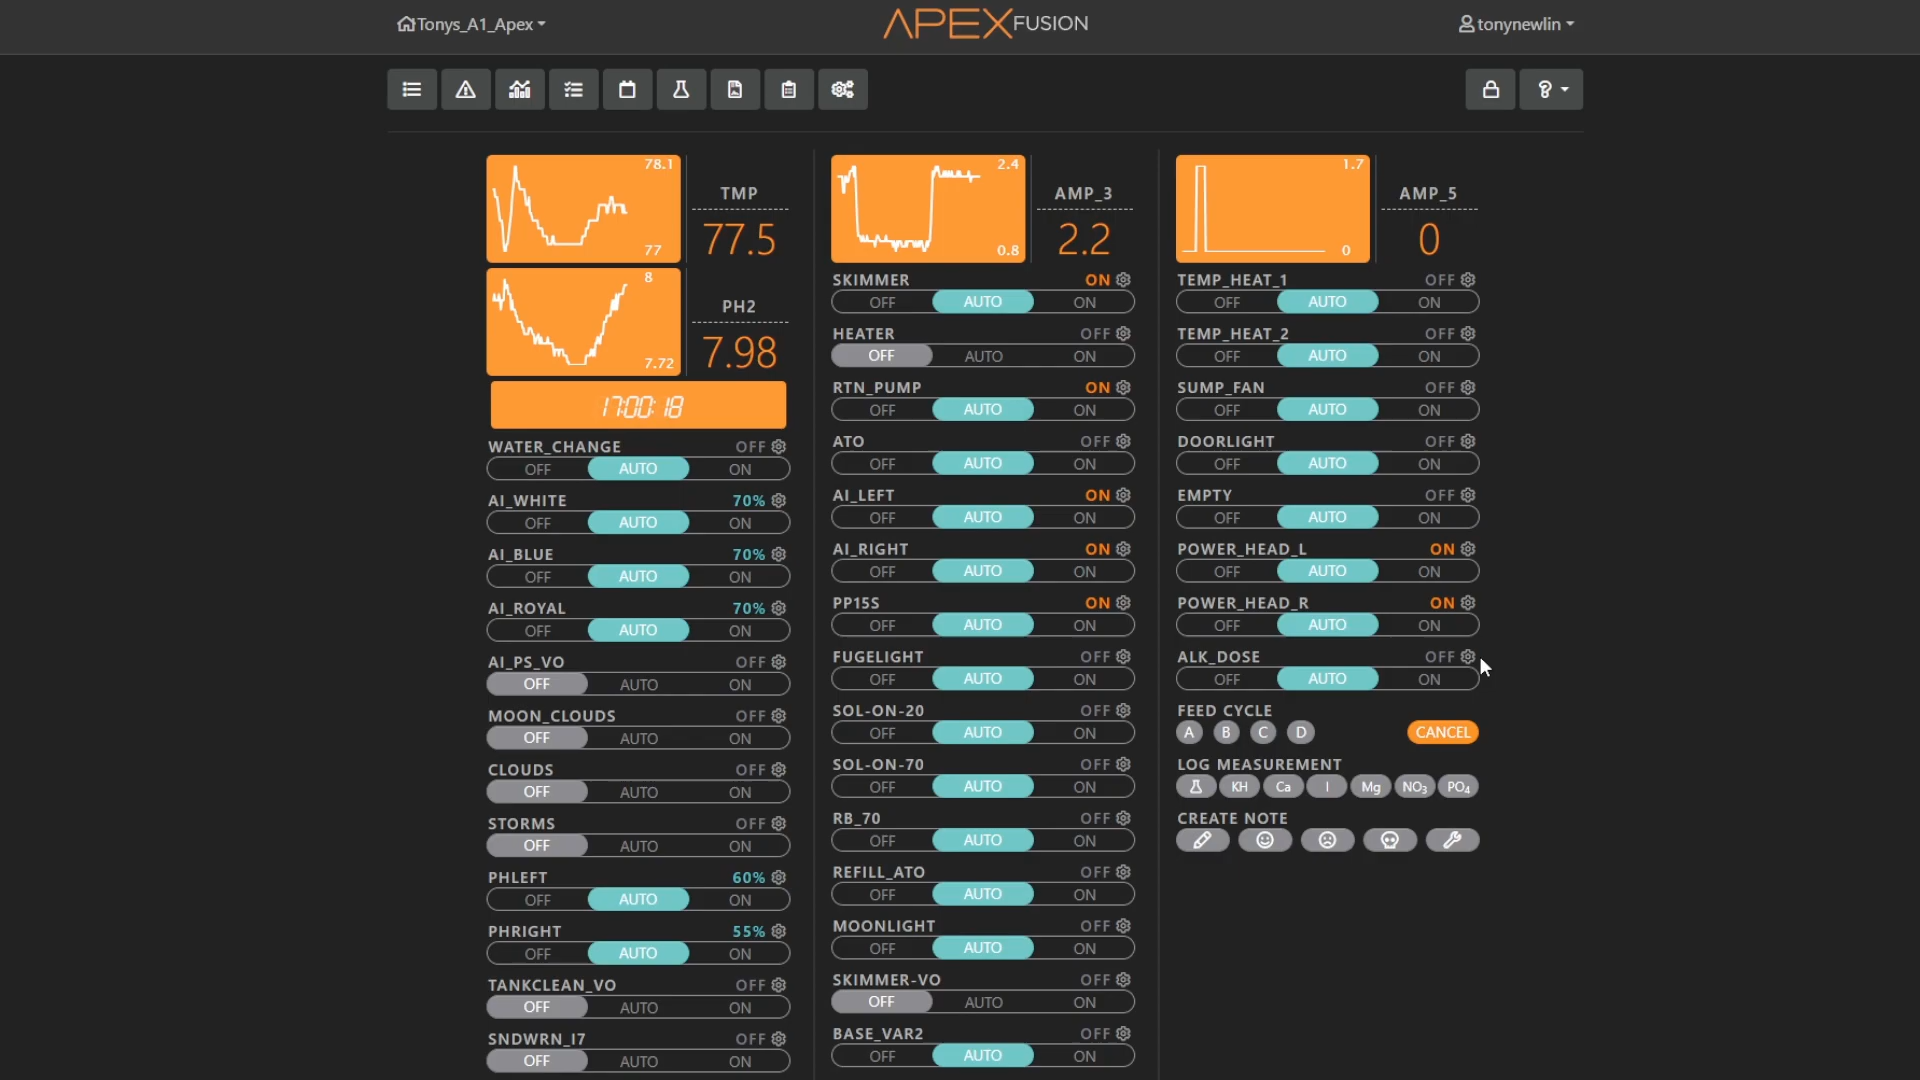 Tonys_A1_Apex
APEX FUSION
tonynewlin
?
78.1
77
TMP
77.5
8
7.72
PH2
7.98
17:00:18
WATER_CHANGE OFF
OFF AUTO ON
AI_WHITE 70%
OFF AUTO ON
AI_BLUE 70%
OFF AUTO ON
AI_ROYAL 70%
OFF AUTO ON
AI_PS_VO OFF
OFF AUTO ON
MOON_CLOUDS OFF
OFF AUTO ON
CLOUDS OFF
OFF AUTO ON
STORMS OFF
OFF AUTO ON
PHLEFT 60%
OFF AUTO ON
PHRIGHT 55%
OFF AUTO ON
TANKCLEAN_VO OFF
OFF AUTO ON
SNDWRN_I7 OFF
OFF AUTO ON
2.4
0.8
AMP_3
2.2
SKIMMER ON
OFF AUTO ON
HEATER OFF
OFF AUTO ON
RTN_PUMP ON
OFF AUTO ON
ATO OFF
OFF AUTO ON
AI_LEFT ON
OFF AUTO ON
AI_RIGHT ON
OFF AUTO ON
PP15S ON
OFF AUTO ON
FUGELIGHT OFF
OFF AUTO ON
SOL-ON-20 OFF
OFF AUTO ON
SOL-ON-70 OFF
OFF AUTO ON
RB_70 OFF
OFF AUTO ON
REFILL_ATO OFF
OFF AUTO ON
MOONLIGHT OFF
OFF AUTO ON
SKIMMER-VO OFF
OFF AUTO ON
BASE_VAR2 OFF
OFF AUTO ON
1.7
0
AMP_5
0
TEMP_HEAT_1 OFF
OFF AUTO ON
TEMP_HEAT_2 OFF
OFF AUTO ON
SUMP_FAN OFF
OFF AUTO ON
DOORLIGHT OFF
OFF AUTO ON
EMPTY OFF
OFF AUTO ON
POWER_HEAD_L ON
OFF AUTO ON
POWER_HEAD_R ON
OFF AUTO ON
ALK_DOSE OFF
OFF AUTO ON
FEED CYCLE
A B C D CANCEL
LOG MEASUREMENT
KH Ca I Mg NO₃ PO₄
CREATE NOTE